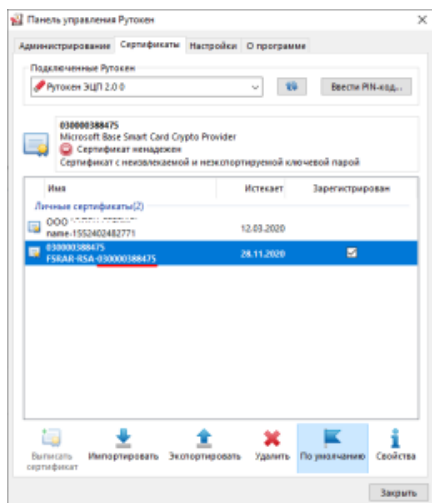 Панель управления Рутокен
Администрирование Сертификаты Настройки О программе
Подключенные Рутокен
Рутокен ЭЦП 2.0 0
Ввести PIN-код...
030000388475
Microsoft Base Smart Card Crypto Provider
Сертификат ненадежен
Сертификат с неизвлекаемой и неэкспортируемой ключевой парой
Имя Истекает Зарегистрирован
Личные сертификаты(2)
ООО
name-1552402482771 12.03.2020
030000388475
FSRAR-RSA-030000388475 28.11.2020
Выписать сертификат
Импортировать Экспортировать Удалить По умолчанию Свойства
Закрыть